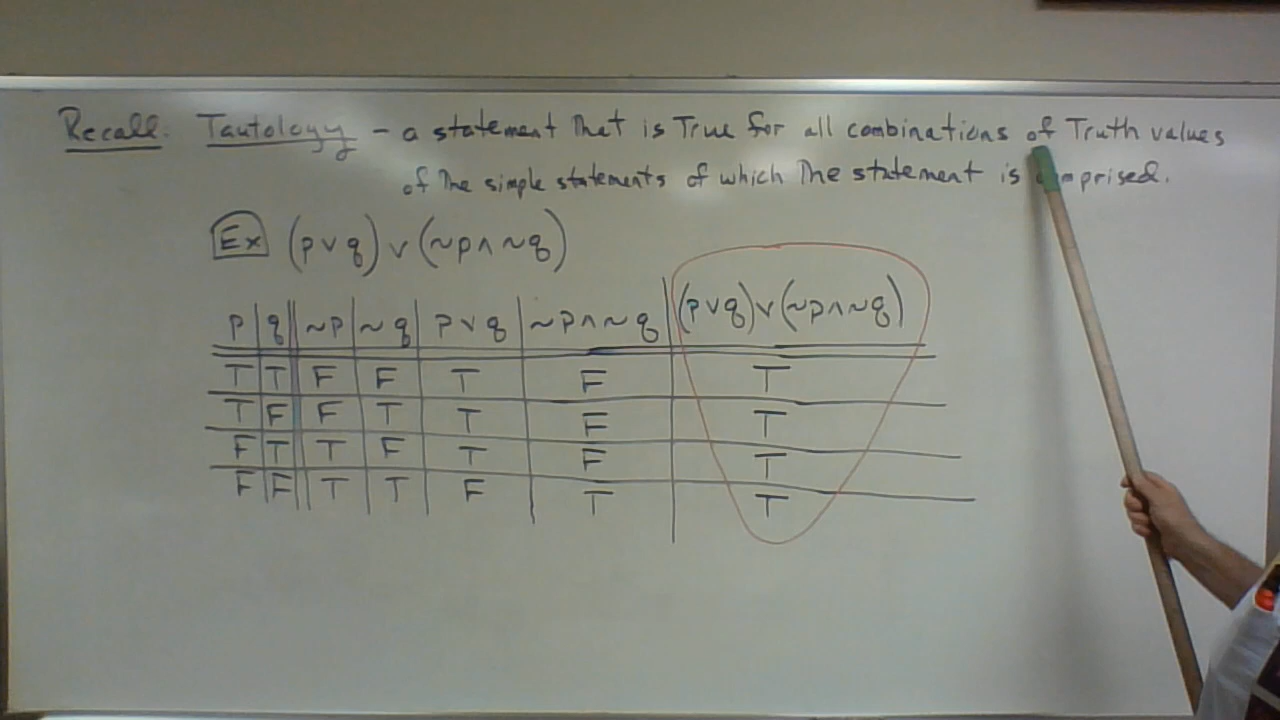 Recall: Tautology - a statement that is True for all combinations of Truth values
of the simple statements of which the statement is comprised.
Ex (p ∨ q) ∨ (~p ∧ ~q)
p q ~p ~q p ∨ q ~p ∧ ~q (p ∨ q) ∨ (~p ∧ ~q)
T T F F T F T
T F F T T F T
F T T F T F T
F F T T F T T